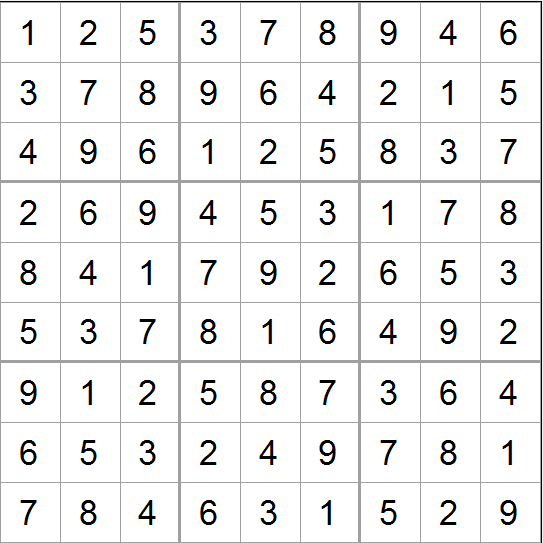 1 2 5 3 7 8 9 4 6
3 7 8 9 6 4 2 1 5
4 9 6 1 2 5 8 3 7
2 6 9 4 5 3 1 7 8
8 4 1 7 9 2 6 5 3
5 3 7 8 1 6 4 9 2
9 1 2 5 8 7 3 6 4
6 5 3 2 4 9 7 8 1
7 8 4 6 3 1 5 2 9